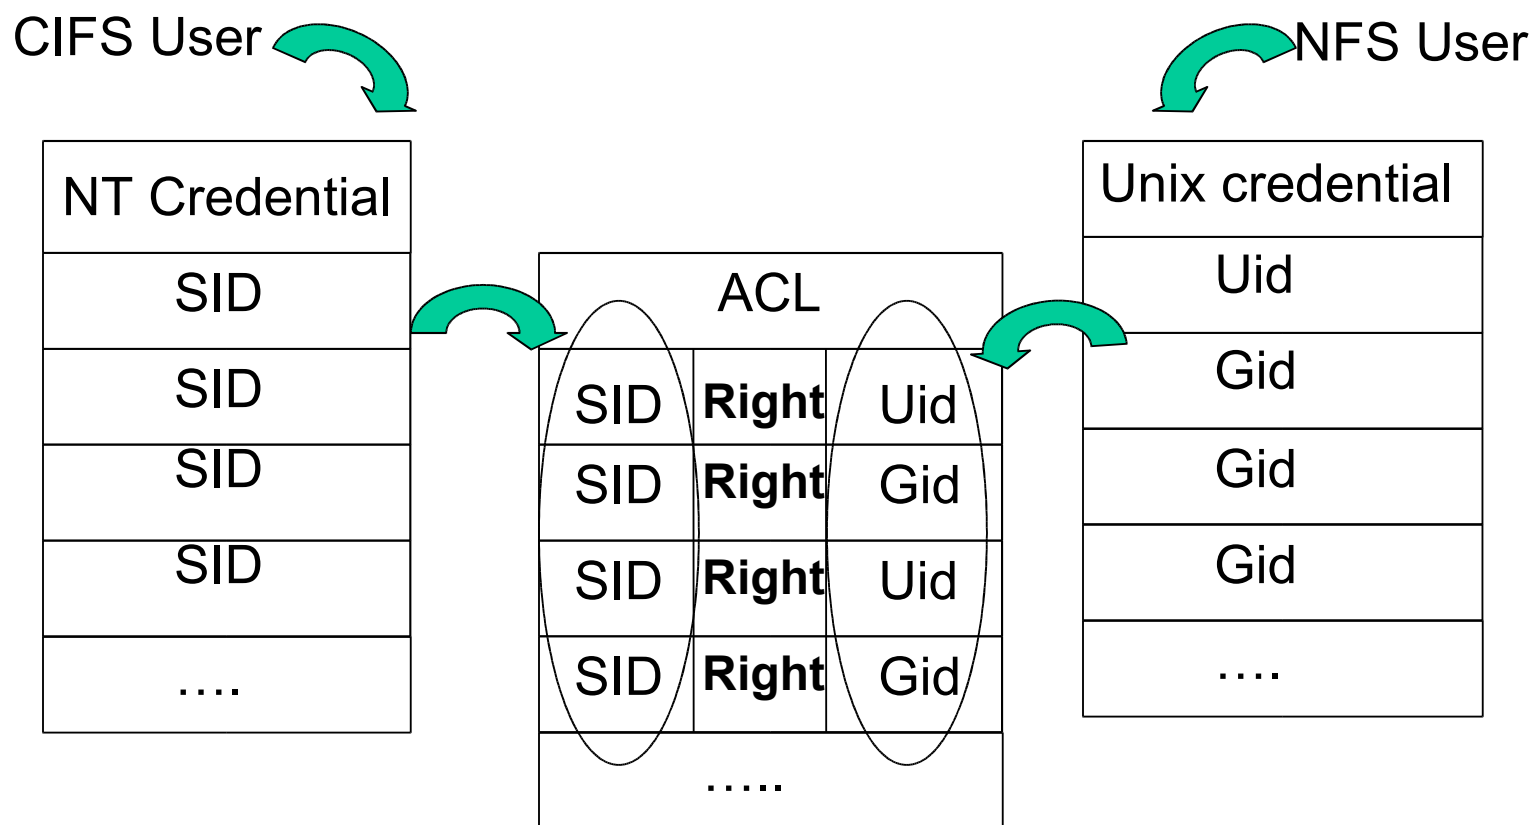 CIFS User
NFS User
NT Credential
SID
SID
SID
SID
….
ACL
SID Right Uid
SID Right Gid
SID Right Uid
SID Right Gid
…..
Unix credential
Uid
Gid
Gid
Gid
….